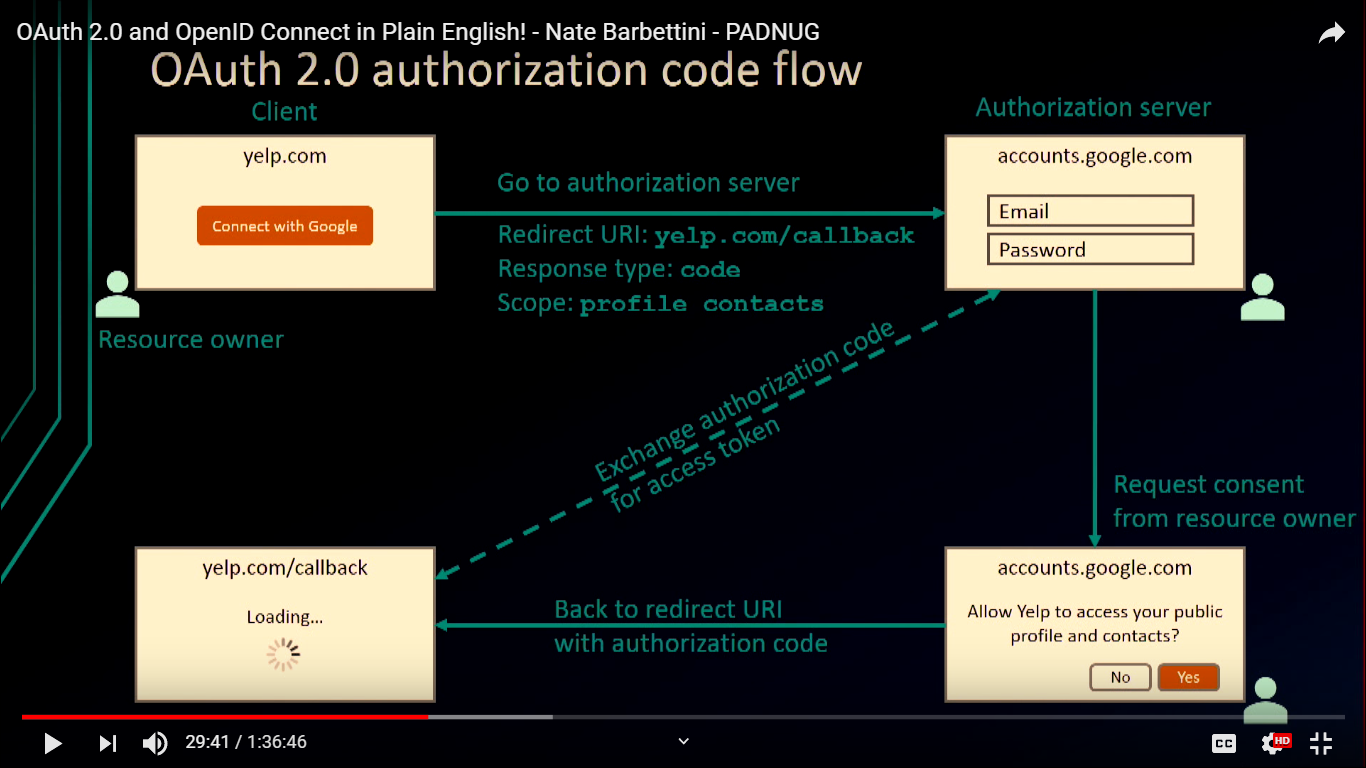 OAuth 2.0 and OpenID Connect in Plain English! - Nate Barbettini - PADNUG
OAuth 2.0 authorization code flow
Client
Authorization server
yelp.com
Connect with Google
Go to authorization server
Redirect URI: yelp.com/callback
Response type: code
Scope: profile contacts
accounts.google.com
Email
Password
Resource owner
Exchange authorization code
for access token
Request consent
from resource owner
yelp.com/callback
Loading...
Back to redirect URI
with authorization code
accounts.google.com
Allow Yelp to access your public
profile and contacts?
No
Yes
29:41 / 1:36:46
CC
HD